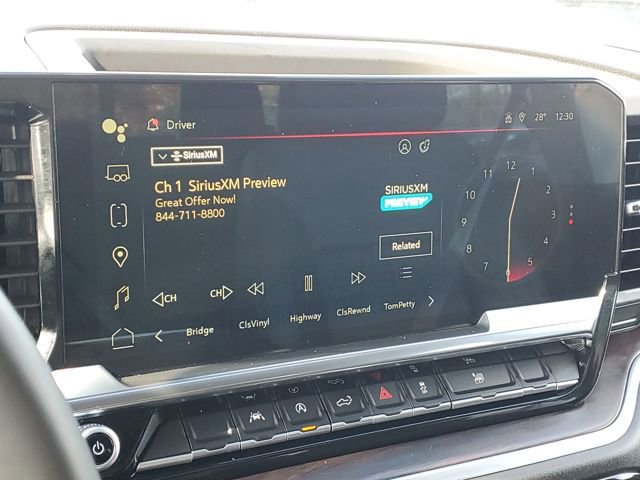 Driver
28° 12:30
SiriusXM
Ch 1 SiriusXM Preview
Great Offer Now!
844-711-8800
SIRIUSXM
PREVIEW
Related
CH
CH
Bridge ClsVinyl Highway ClsRewnd TomPetty
12
1
2
3
5
6
7
8
9
10
11